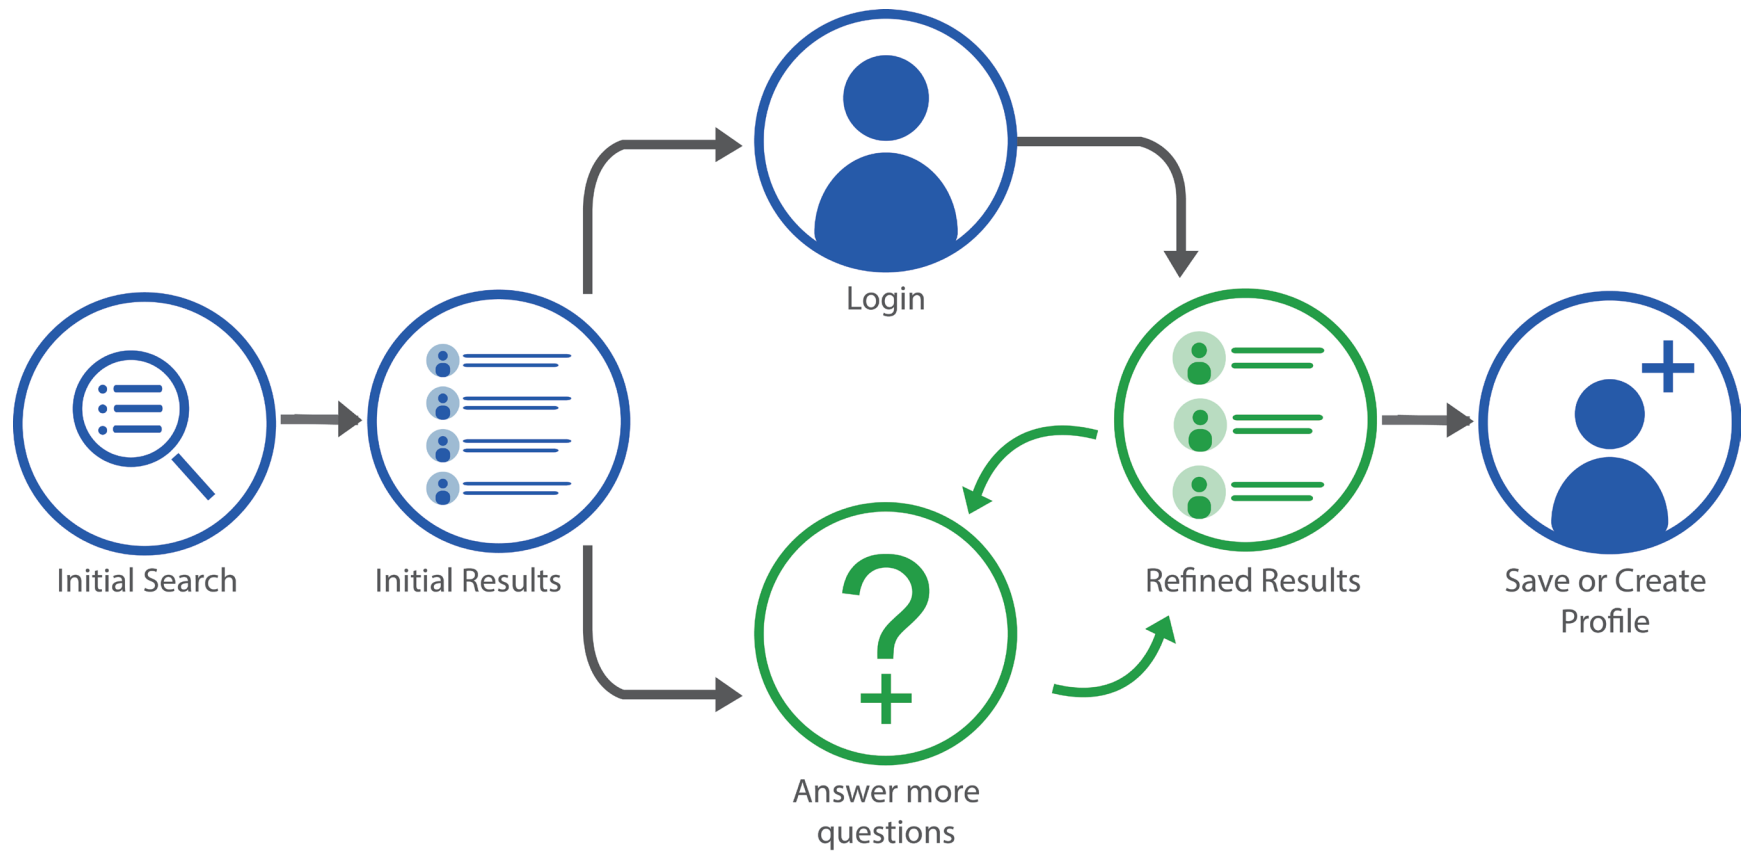 Login
Initial Search
Initial Results
Refined Results
Save or Create
Profile
Answer more
questions